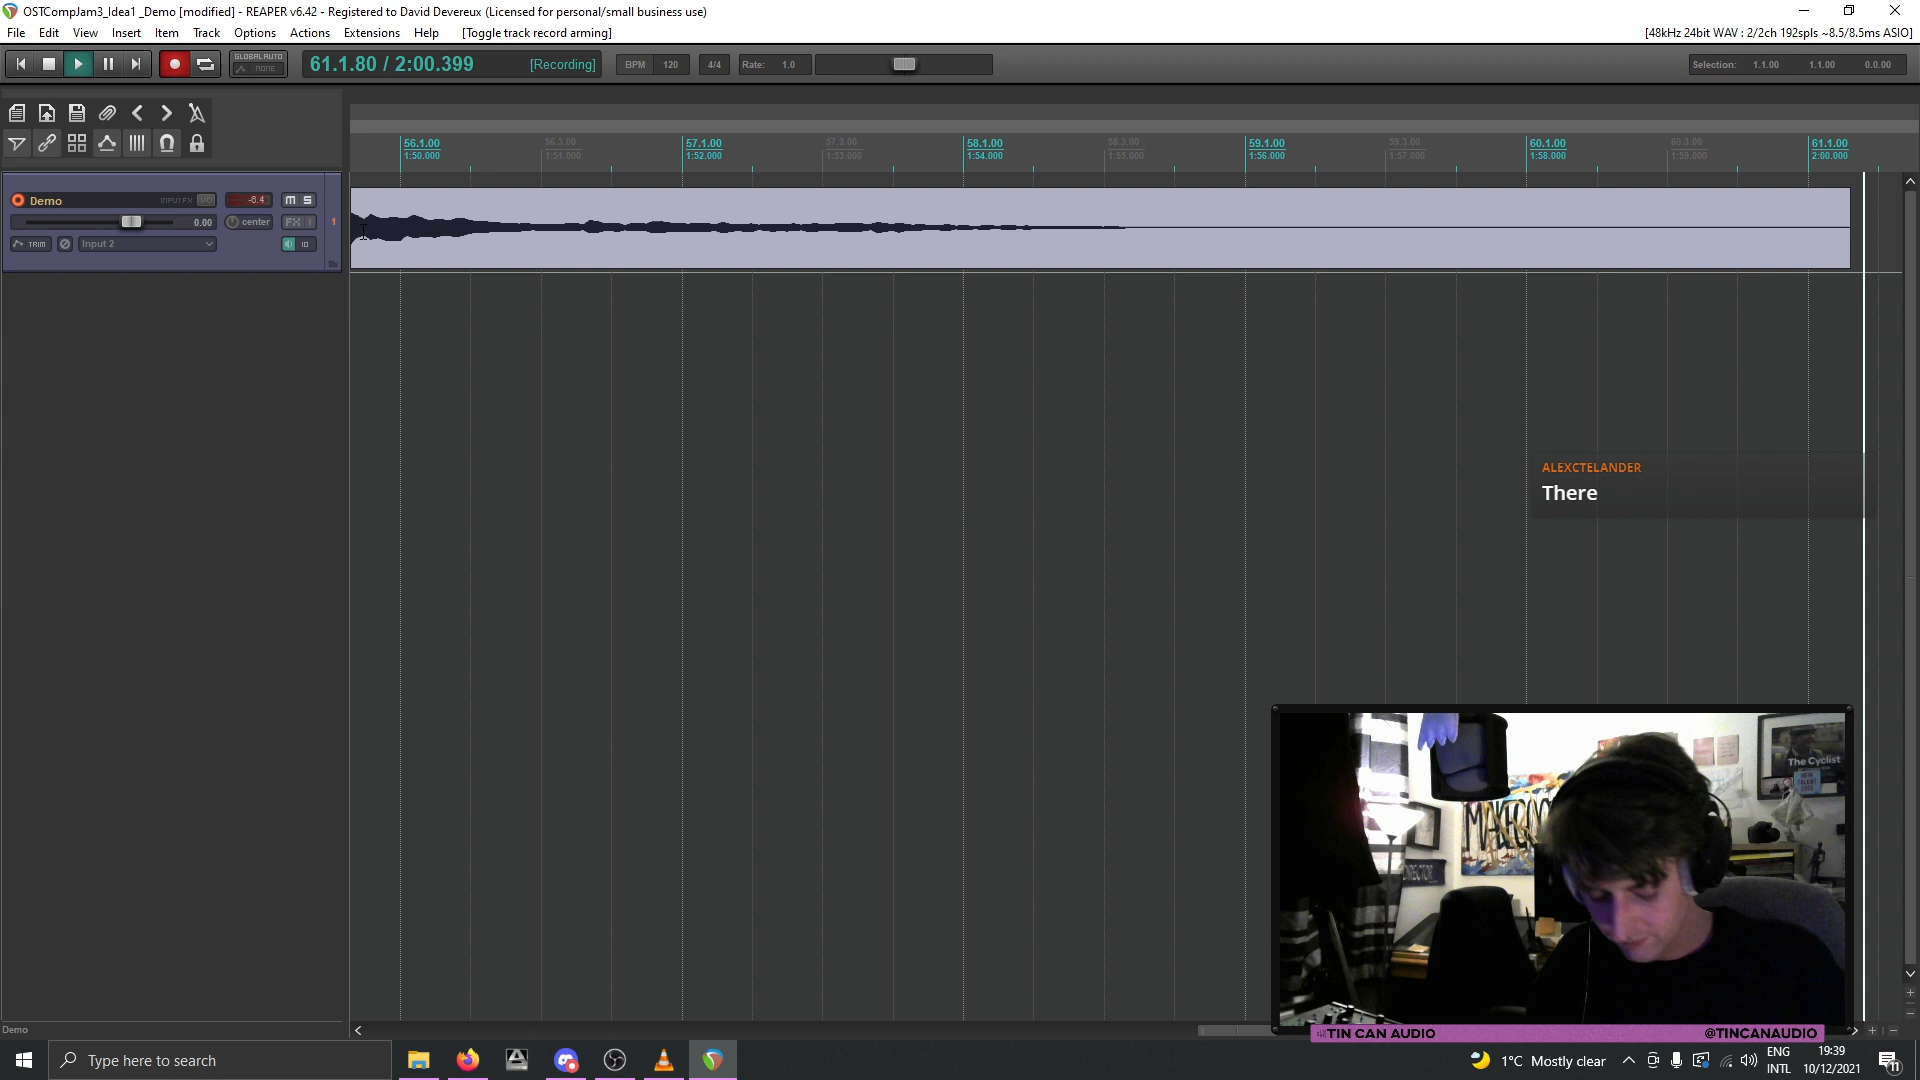 OSTCompJam3_Idea1 _Demo [modified] - REAPER v6.42 - Registered to David Devereux (Licensed for personal/small business use)
File Edit View Insert Item Track Options Actions Extensions Help [Toggle track record arming]
[48kHz 24bit WAV : 2/2ch 192spls ~8.5/8.5ms ASIO]
GLOBAL AUTO
NONE
61.1.80 / 2:00.399 [Recording]
BPM 120 4/4 Rate: 1.0
Selection: 1.1.00 1.1.00 0.0.00
56.1.00 56.3.00 57.1.00 57.3.00 58.1.00 58.3.00 59.1.00 59.3.00 60.1.00 60.3.00 61.1.00
1:50.000 1:51.000 1:52.000 1:53.000 1:54.000 1:55.000 1:56.000 1:57.000 1:58.000 1:59.000 2:00.000
Demo INPUT FX I/O -6.4 M S
0.00 center FX
1
TRIM Input 2
ALEXCTELANDER
There
The Cyclist
NEW TALENT
DIRECTOR
TIN CAN AUDIO @TINCANAUDIO
Demo
Type here to search
1°C Mostly clear
ENG
INTL
19:39
10/12/2021
11